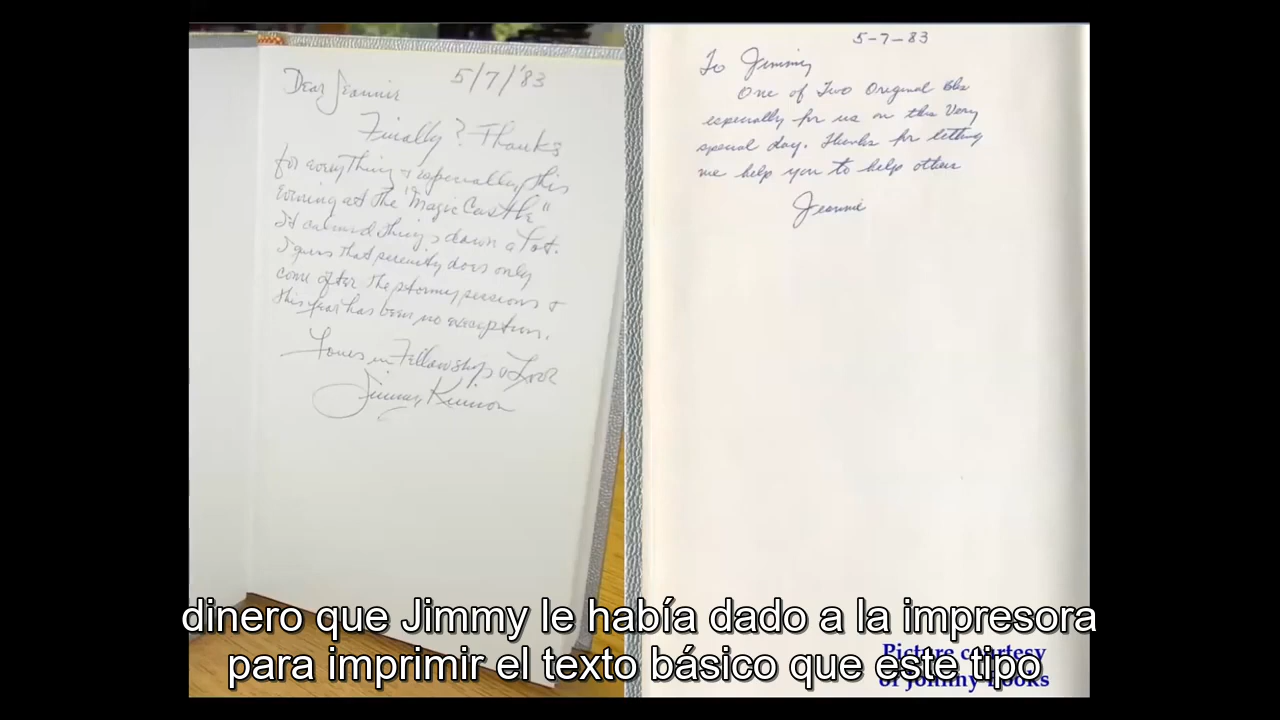 5/7/'83
Dear Jeannie
Finally? Thanks
for everything + especially this
evening at the "Magic Castle"
It calmed things down a lot.
I guess that serenity does only
come after the stormy sessions +
this year has been no exception.
Yours in Fellowship & Love
Jimmy Kinnon
5-7-83
To Jimmy
One of Two Original
especially for us on this Very
special day. Thanks for letting
me help you to help others
Jeannie
Picture courtesy
of Johnny Books
dinero que Jimmy le había dado a la impresora
para imprimir el texto básico que este tipo